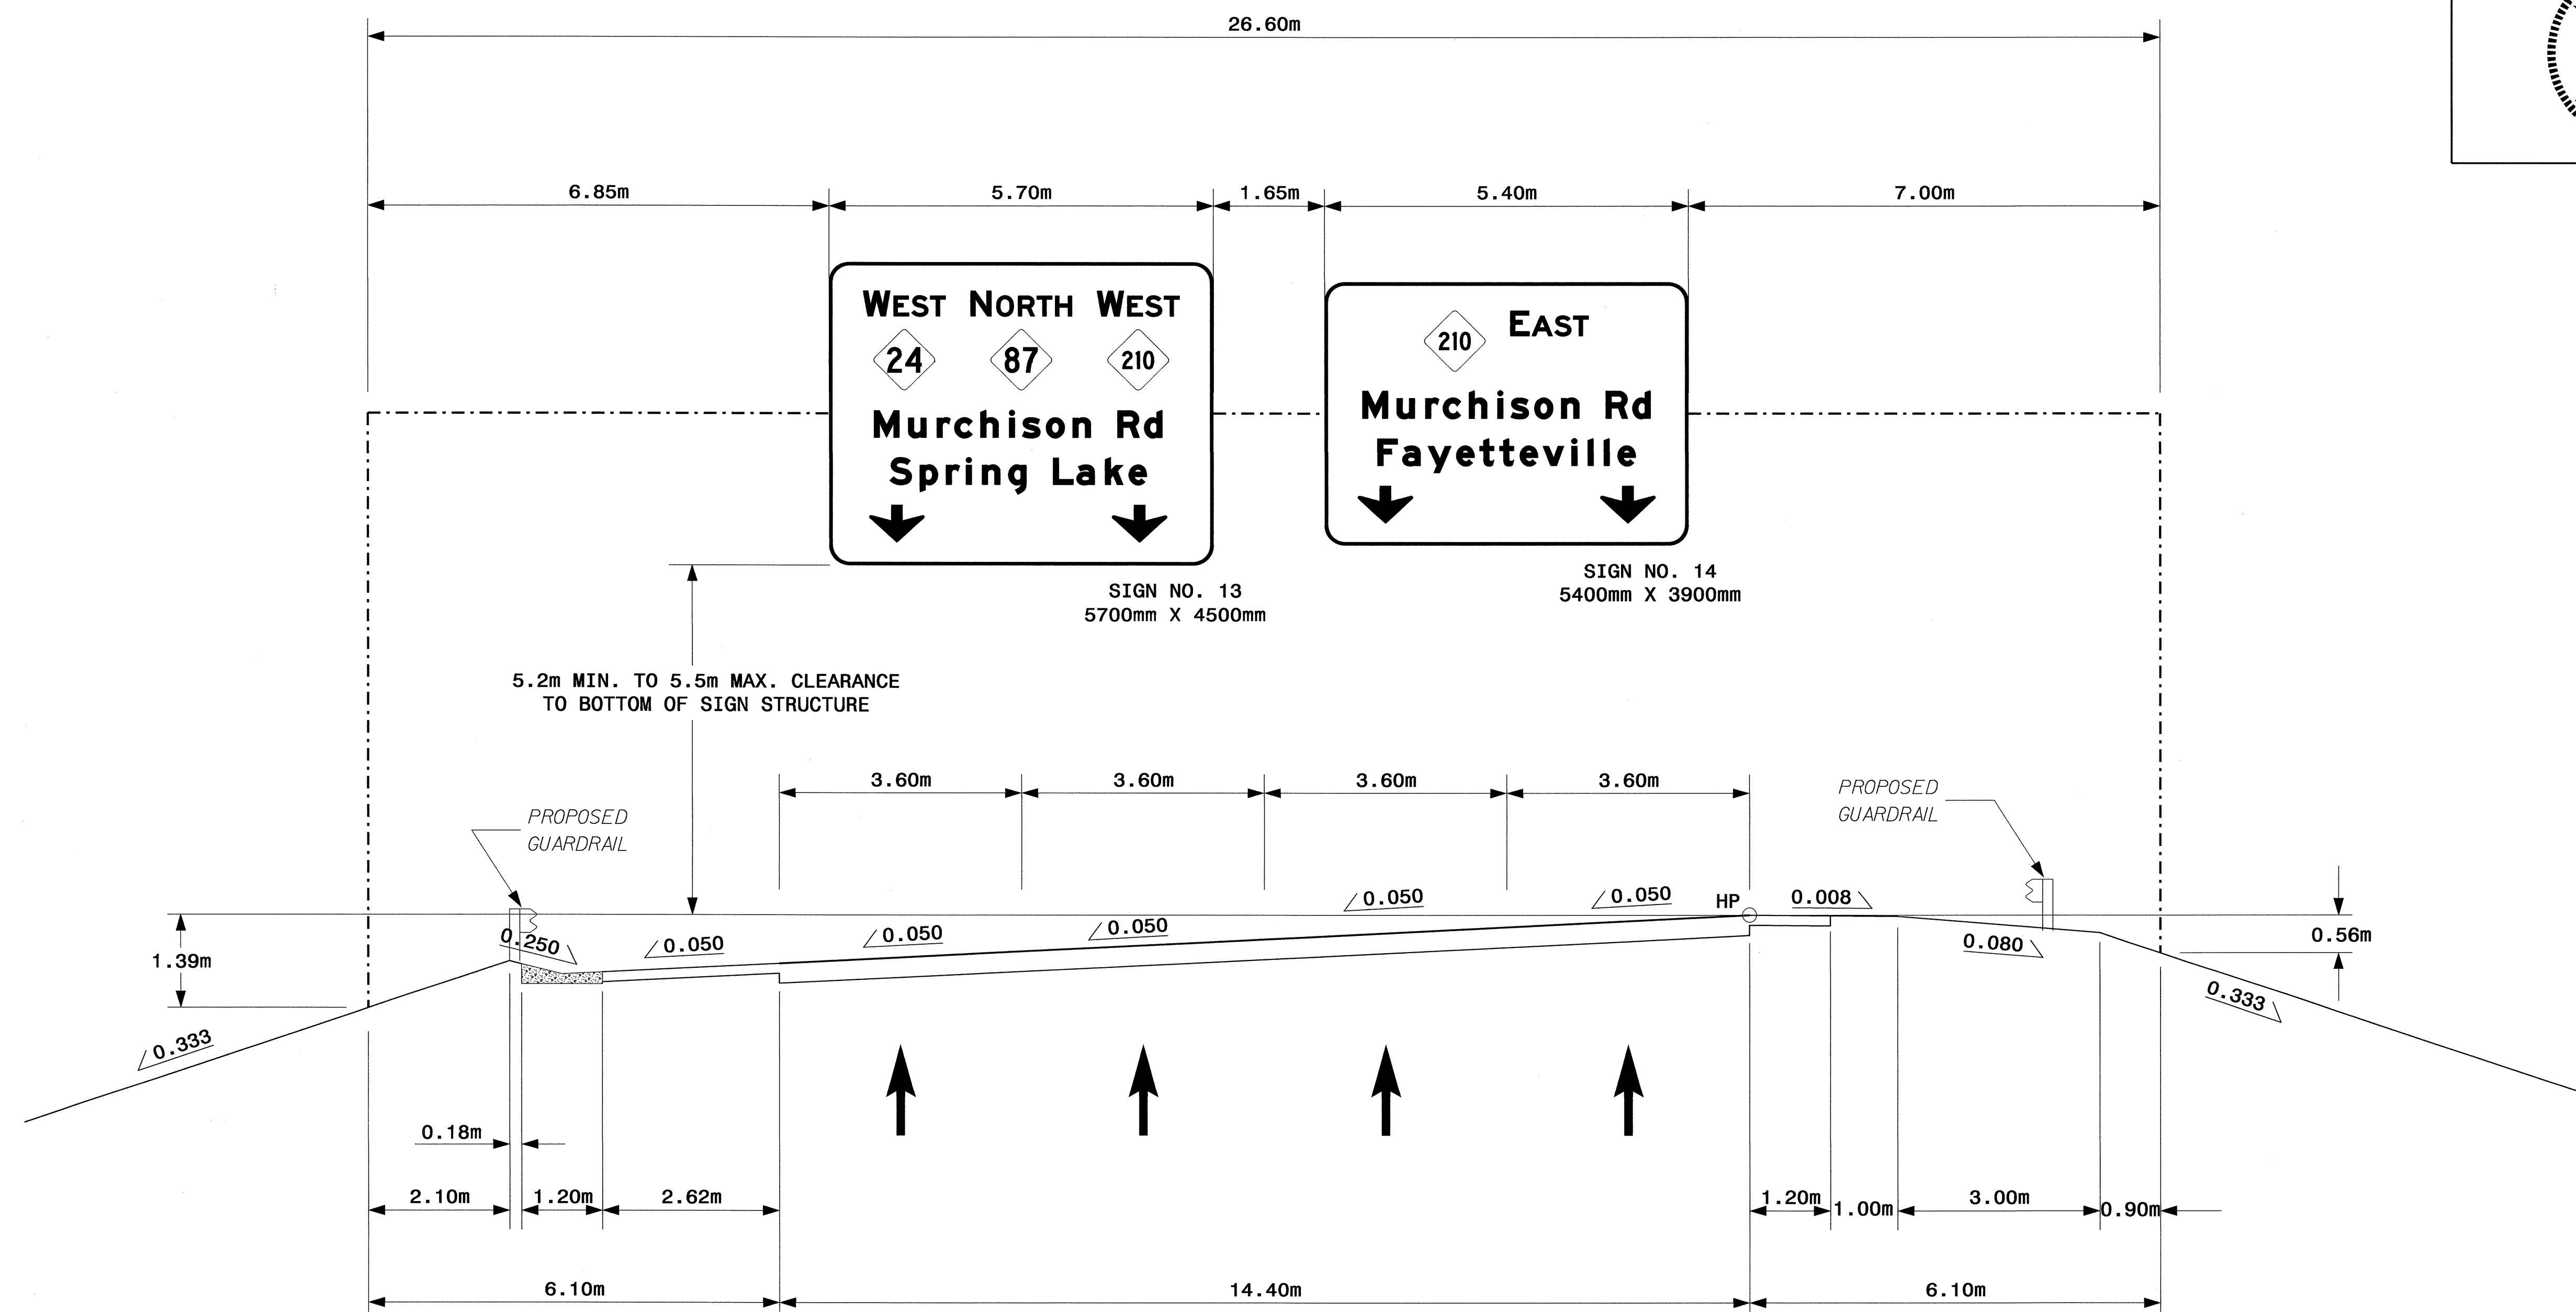 26.60m
6.85m 5.70m 1.65m 5.40m 7.00m
WEST NORTH WEST
24 87 210
Murchison Rd
Spring Lake
210 EAST
Murchison Rd
Fayetteville
SIGN NO. 13
5700mm X 4500mm
SIGN NO. 14
5400mm X 3900mm
5.2m MIN. TO 5.5m MAX. CLEARANCE
TO BOTTOM OF SIGN STRUCTURE
3.60m 3.60m 3.60m 3.60m
PROPOSED
GUARDRAIL
PROPOSED
GUARDRAIL
1.39m
0.250 0.050 0.050 0.050 0.050 0.050 HP 0.008
0.080
0.56m
0.333
0.333
0.18m
2.10m 1.20m 2.62m
1.20m 1.00m 3.00m 0.90m
6.10m 14.40m 6.10m